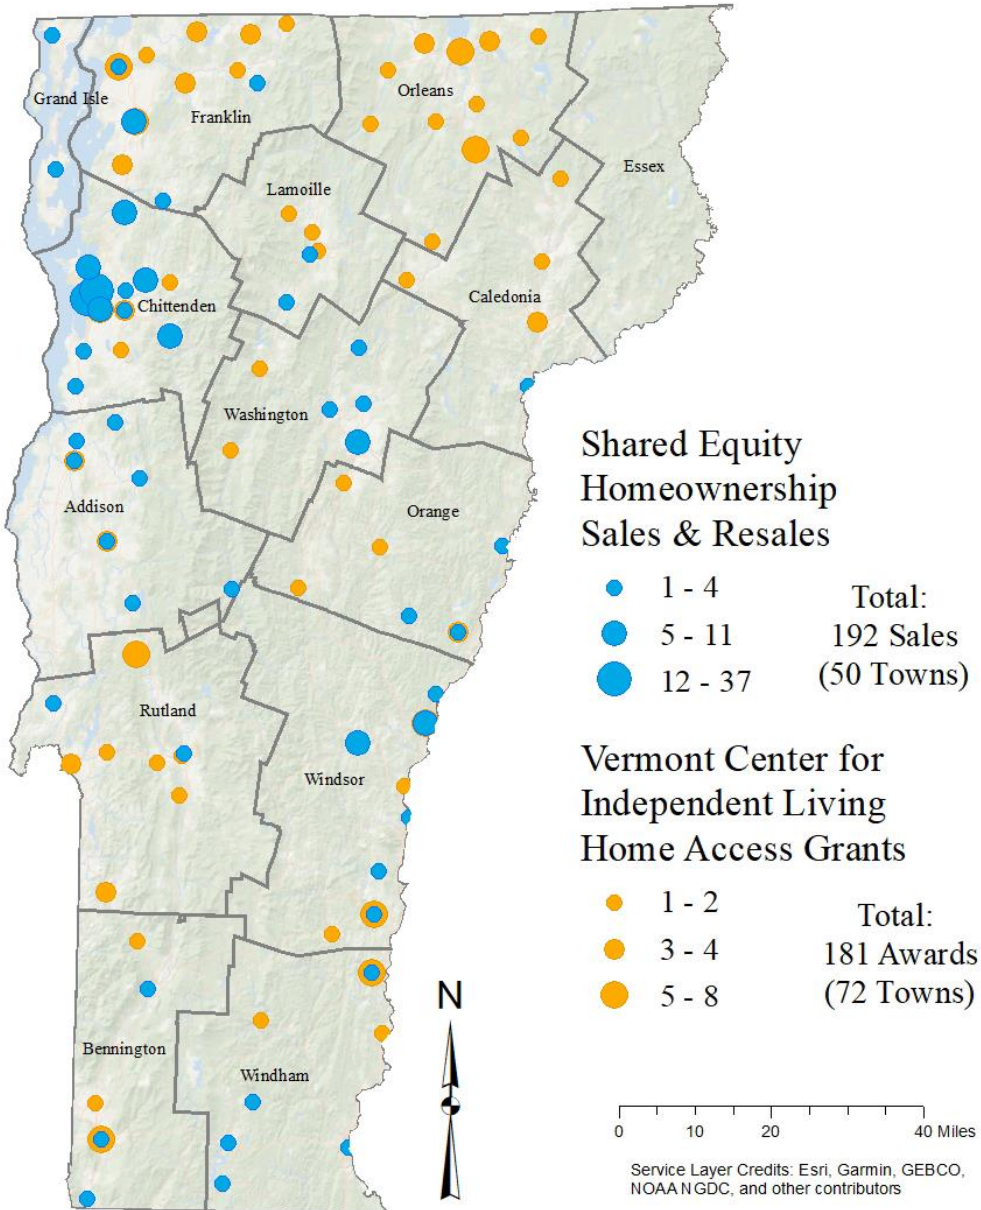 Grand Isle
Franklin
Orleans
Essex
Lamoille
Chittenden
Caledonia
Washington
Addison
Orange
Rutland
Windsor
Bennington
Windham
N
Shared Equity
Homeownership
Sales & Resales
1 - 4
5 - 11
12 - 37
Total:
192 Sales
(50 Towns)
Vermont Center for
Independent Living
Home Access Grants
1 - 2
3 - 4
5 - 8
Total:
181 Awards
(72 Towns)
0 10 20 40 Miles
Service Layer Credits: Esri, Garmin, GEBCO,
NOAA NGDC, and other contributors